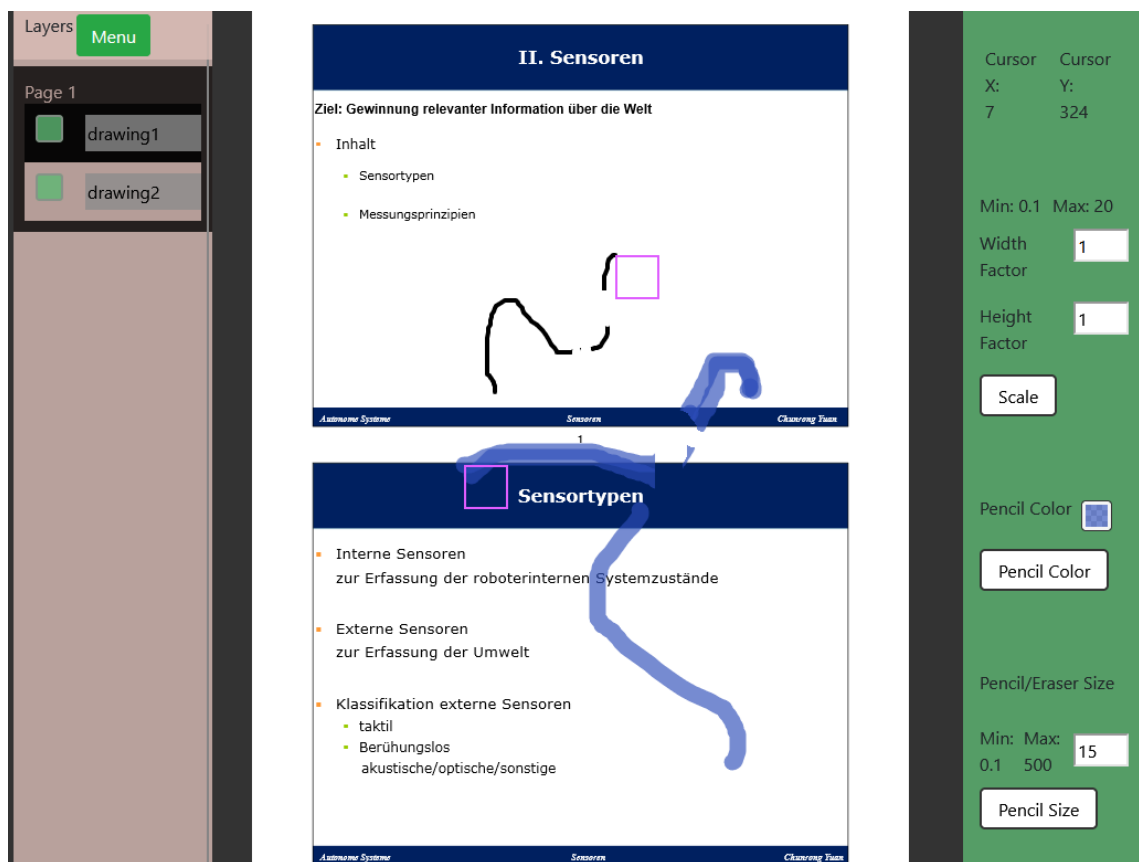 Layers
Menu
Page 1
drawing1
drawing2
II. Sensoren
Ziel: Gewinnung relevanter Information über die Welt
Inhalt
Sensortypen
Messungsprinzipien
Autonome Systeme Sensoren Chunrong Yuan
1
Sensortypen
Interne Sensoren
zur Erfassung der roboterinternen Systemzustände
Externe Sensoren
zur Erfassung der Umwelt
Klassifikation externe Sensoren
taktil
Berühungslos
akustische/optische/sonstige
Autonome Systeme Sensoren Chunrong Yuan
Cursor X: 7
Cursor Y: 324
Min: 0.1 Max: 20
Width Factor 1
Height Factor 1
Scale
Pencil Color
Pencil Color
Pencil/Eraser Size
Min: 0.1 Max: 500 15
Pencil Size